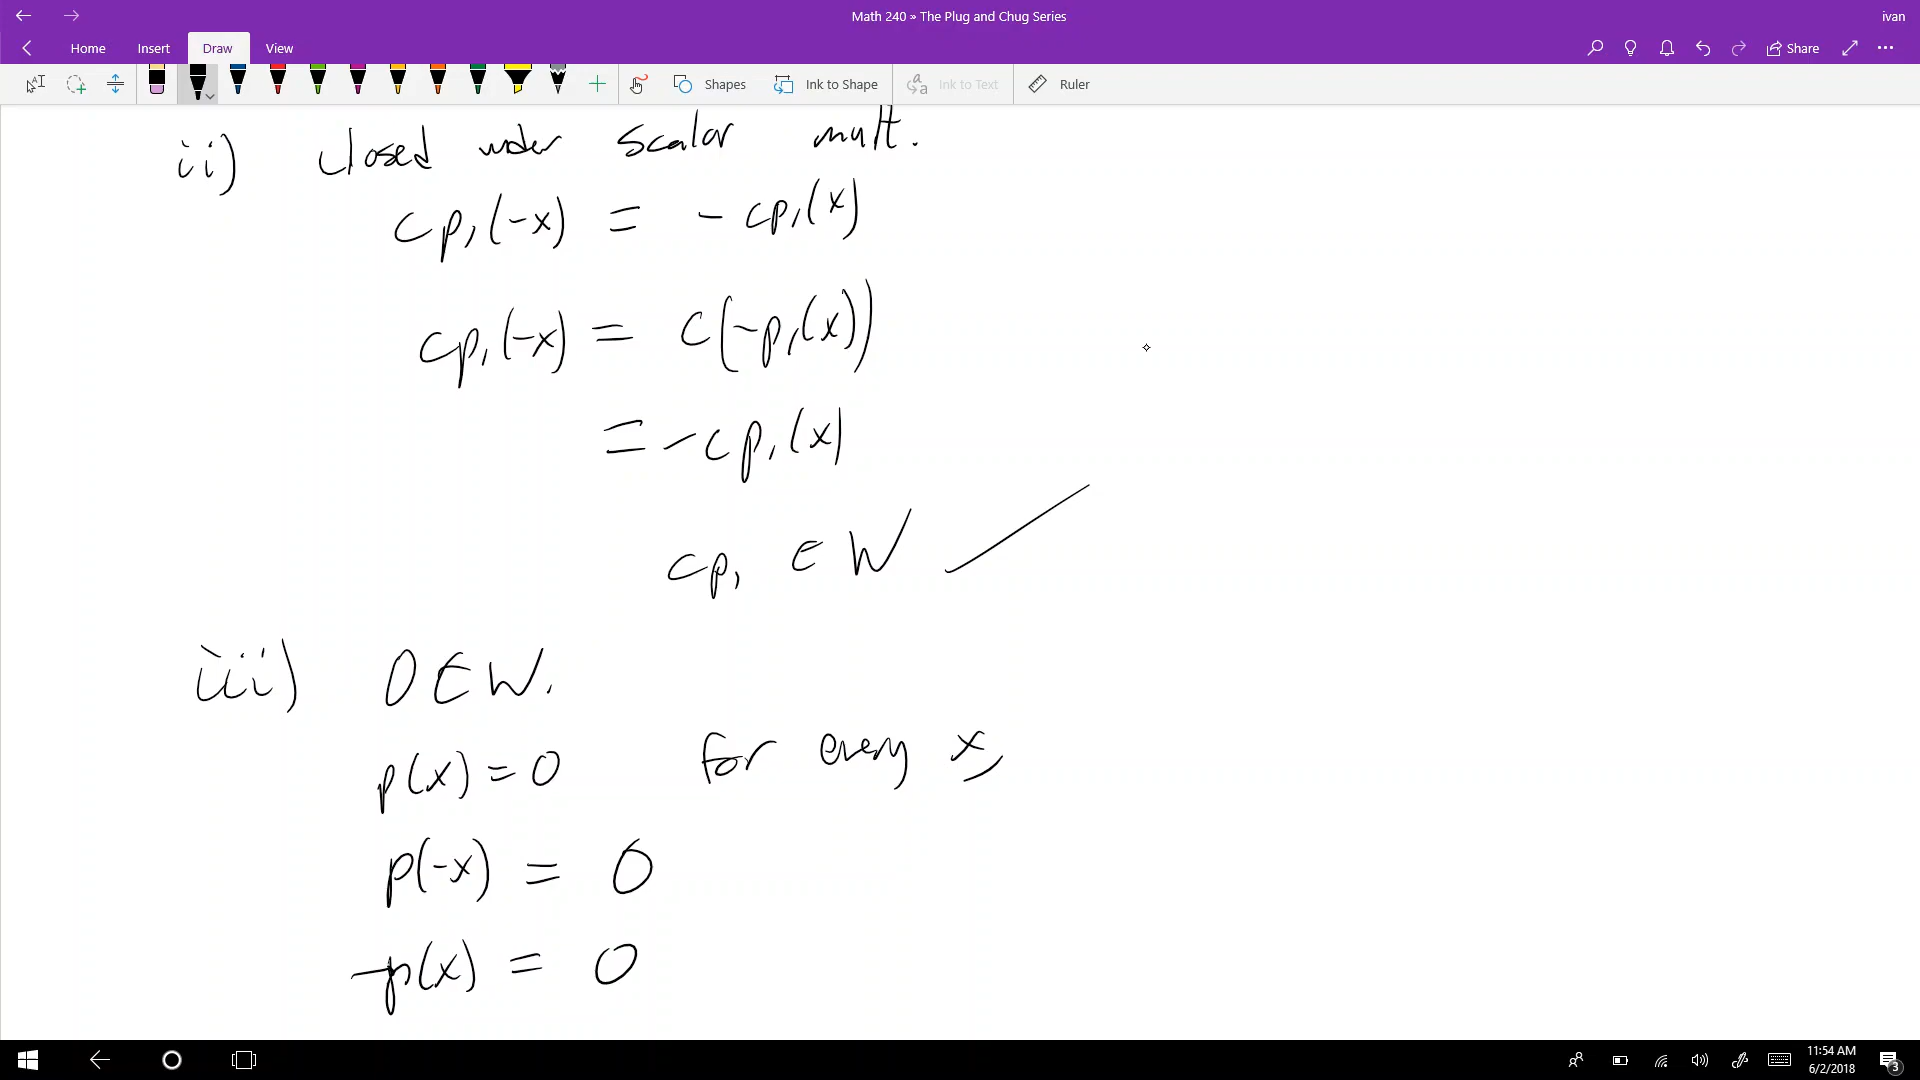 Math 240 » The Plug and Chug Series
ivan
Home Insert Draw View
Share
Shapes Ink to Shape Ink to Text Ruler
ii) closed under scalar mult.
cp₁(-x) = - cp₁(x)
cp₁(-x) = c(-p₁(x))
= -cp₁(x)
cp₁ ∈ W
iii) 0 ∈ W.
p(x) = 0 for every x,
p(-x) = 0
-p(x) = 0
11:54 AM
6/2/2018
3